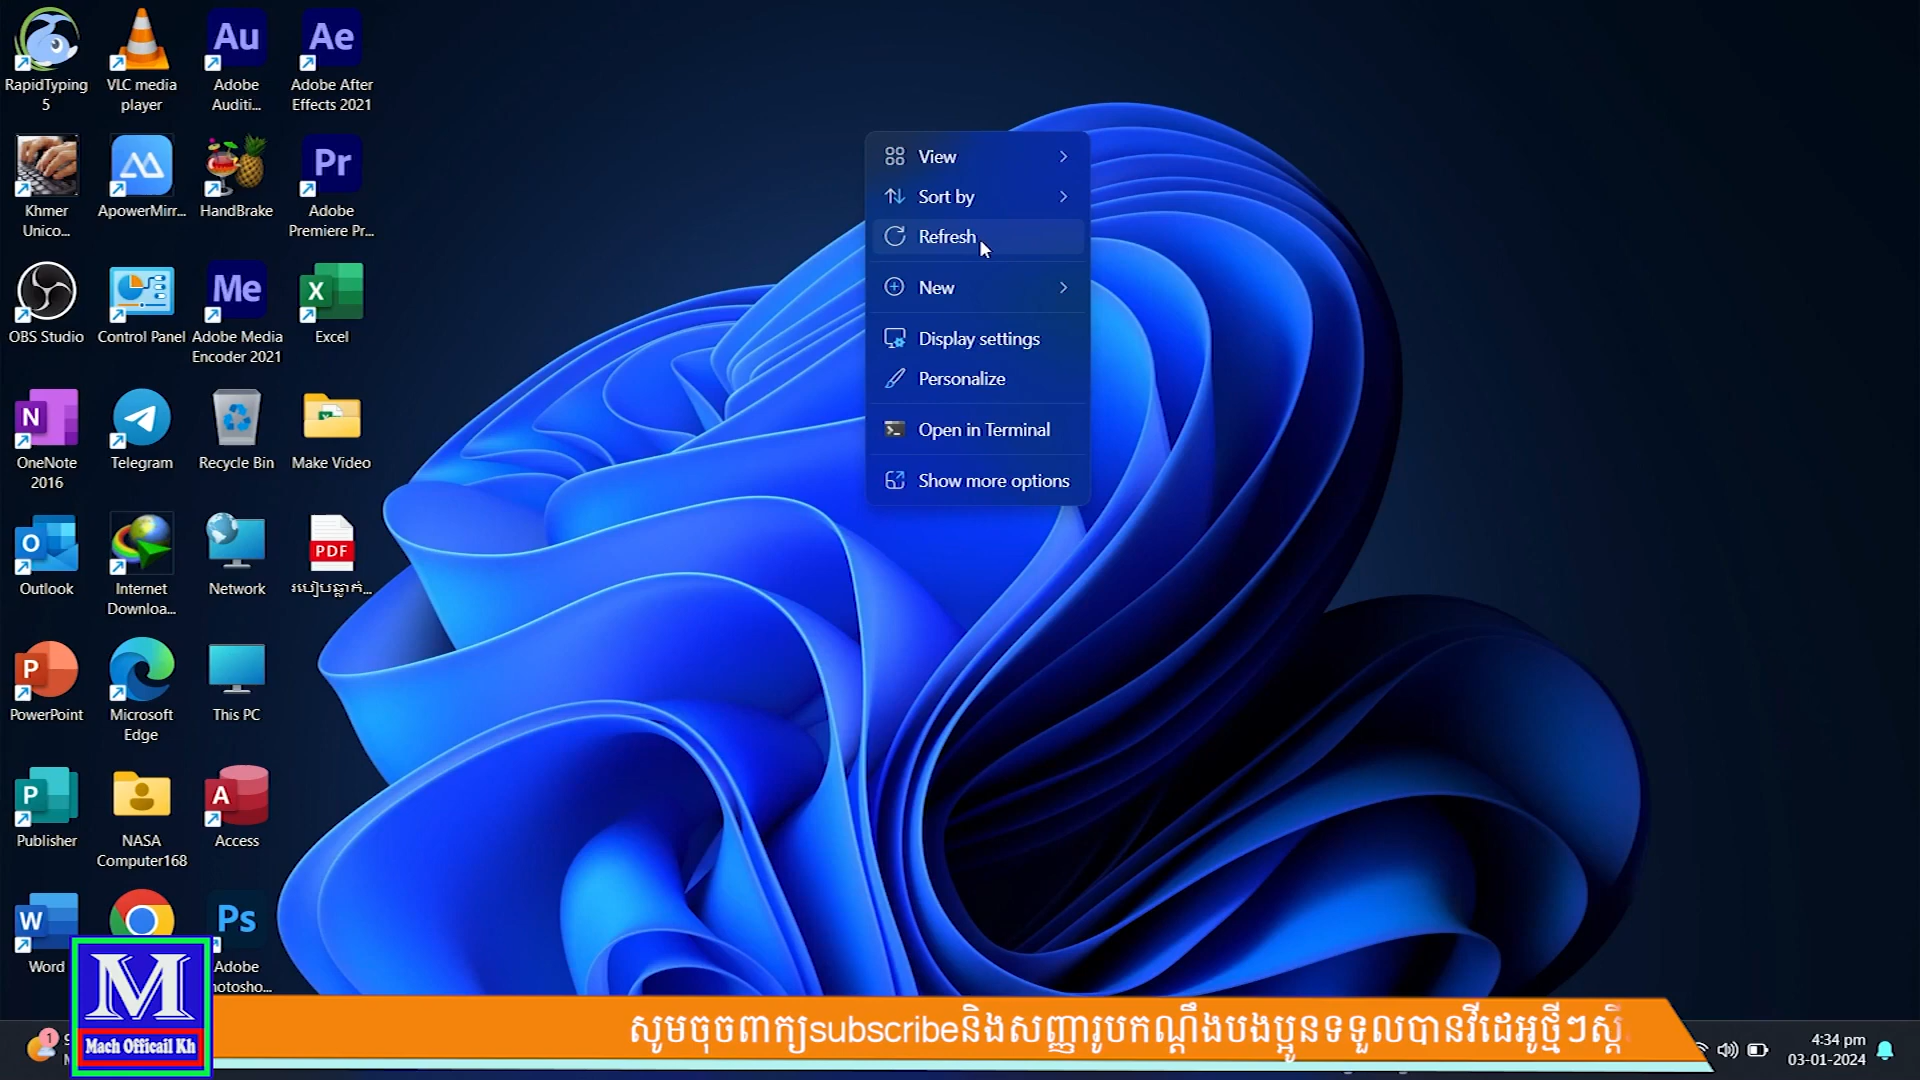 RapidTyping
5
VLC media
player
Adobe
Auditi...
Adobe After
Effects 2021
Khmer
Unico...
ApowerMirr...
HandBrake
Adobe
Premiere Pr...
OBS Studio
Control Panel
Adobe Media
Encoder 2021
Excel
OneNote
2016
Telegram
Recycle Bin
Make Video
Outlook
Internet
Downloa...
Network
PDF
របៀបឆ្លាក់...
PowerPoint
Microsoft
Edge
This PC
Publisher
NASA
Computer168
Access
Word
Adobe
View
Sort by
Refresh
New
Display settings
Personalize
Open in Terminal
Show more options
M
Mach Officail Kh
សូមចុចពាក្យsubscribeនិងសញ្ញារូបកណ្ដឹងបងប្អូនទទួលបានវីដេអូថ្មីៗ
4:34 pm
03-01-2024